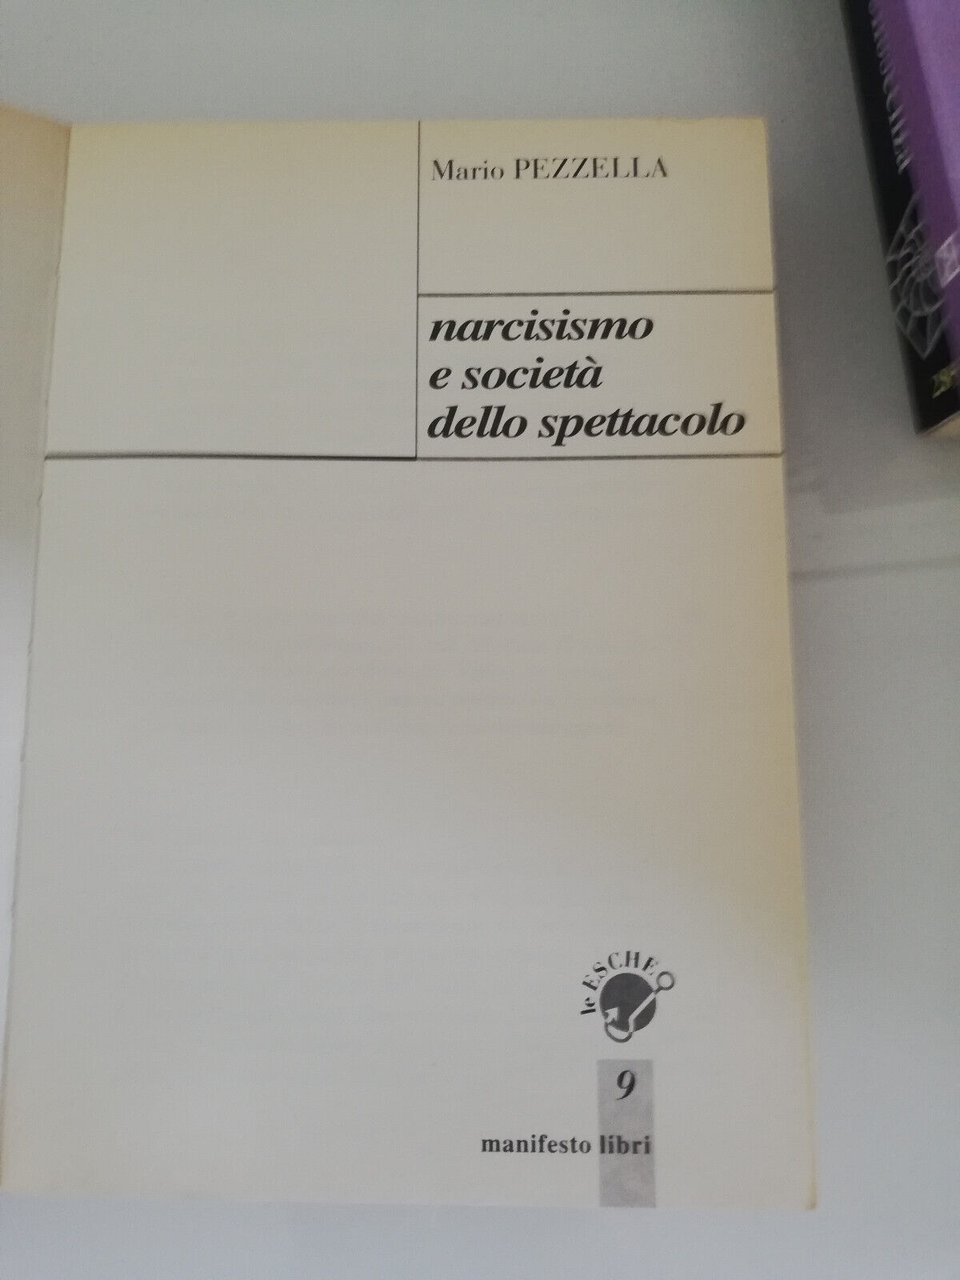 Mario PEZZELLA
narcisismo
e società
dello spettacolo
le ESCHE
9
manifesto libri